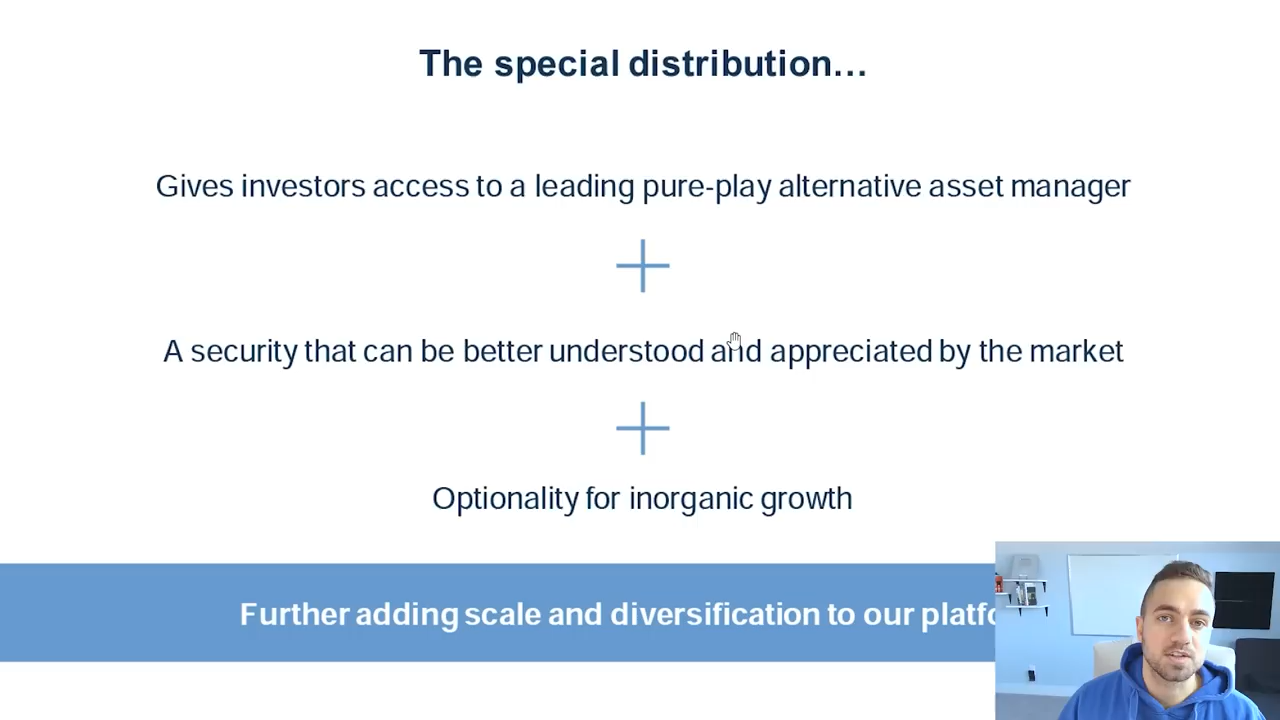 The special distribution…
Gives investors access to a leading pure-play alternative asset manager
A security that can be better understood and appreciated by the market
Optionality for inorganic growth
Further adding scale and diversification to our